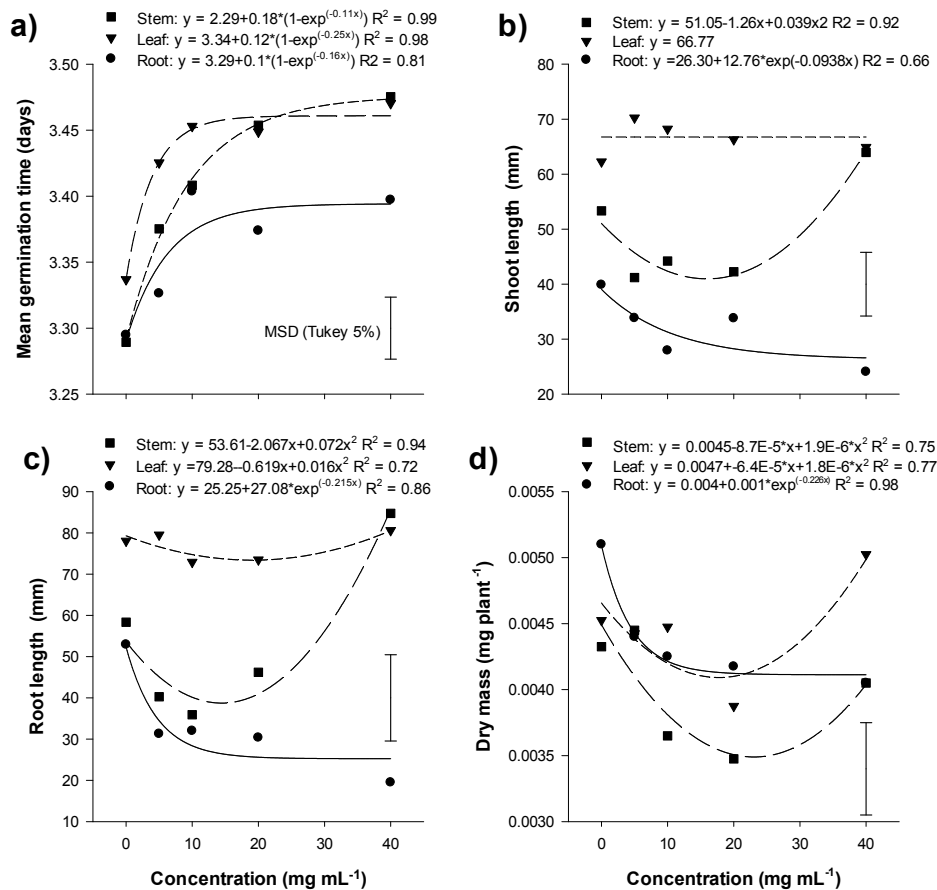 a)
Stem: y = 2.29+0.18*(1-exp(-0.11x)) R2 = 0.99
Leaf: y = 3.34+0.12*(1-exp(-0.25x)) R2 = 0.98
Root: y = 3.29+0.1*(1-exp(-0.16x)) R2 = 0.81
Mean germination time (days)
3.50
3.45
3.40
3.35
3.30
3.25
MSD (Tukey 5%)
b)
Stem: y = 51.05-1.26x+0.039x2 R2 = 0.92
Leaf: y = 66.77
Root: y =26.30+12.76*exp(-0.0938x) R2 = 0.66
Shoot length (mm)
80
70
60
50
40
30
20
c)
Stem: y = 53.61-2.067x+0.072x2 R2 = 0.94
Leaf: y =79.28--0.619x+0.016x2 R2 = 0.72
Root: y = 25.25+27.08*exp(-0.215x) R2 = 0.86
Root length (mm)
90
80
70
60
50
40
30
20
10
0 10 20 30 40
Concentration (mg mL-1)
d)
Stem: y = 0.0045-8.7E-5*x+1.9E-6*x2 R2 = 0.75
Leaf: y = 0.0047+-6.4E-5*x+1.8E-6*x2 R2 = 0.77
Root: y = 0.004+0.001*exp(-0.226x) R2 = 0.98
Dry mass (mg plant -1)
0.0055
0.0050
0.0045
0.0040
0.0035
0.0030
0 10 20 30 40
Concentration (mg mL-1)